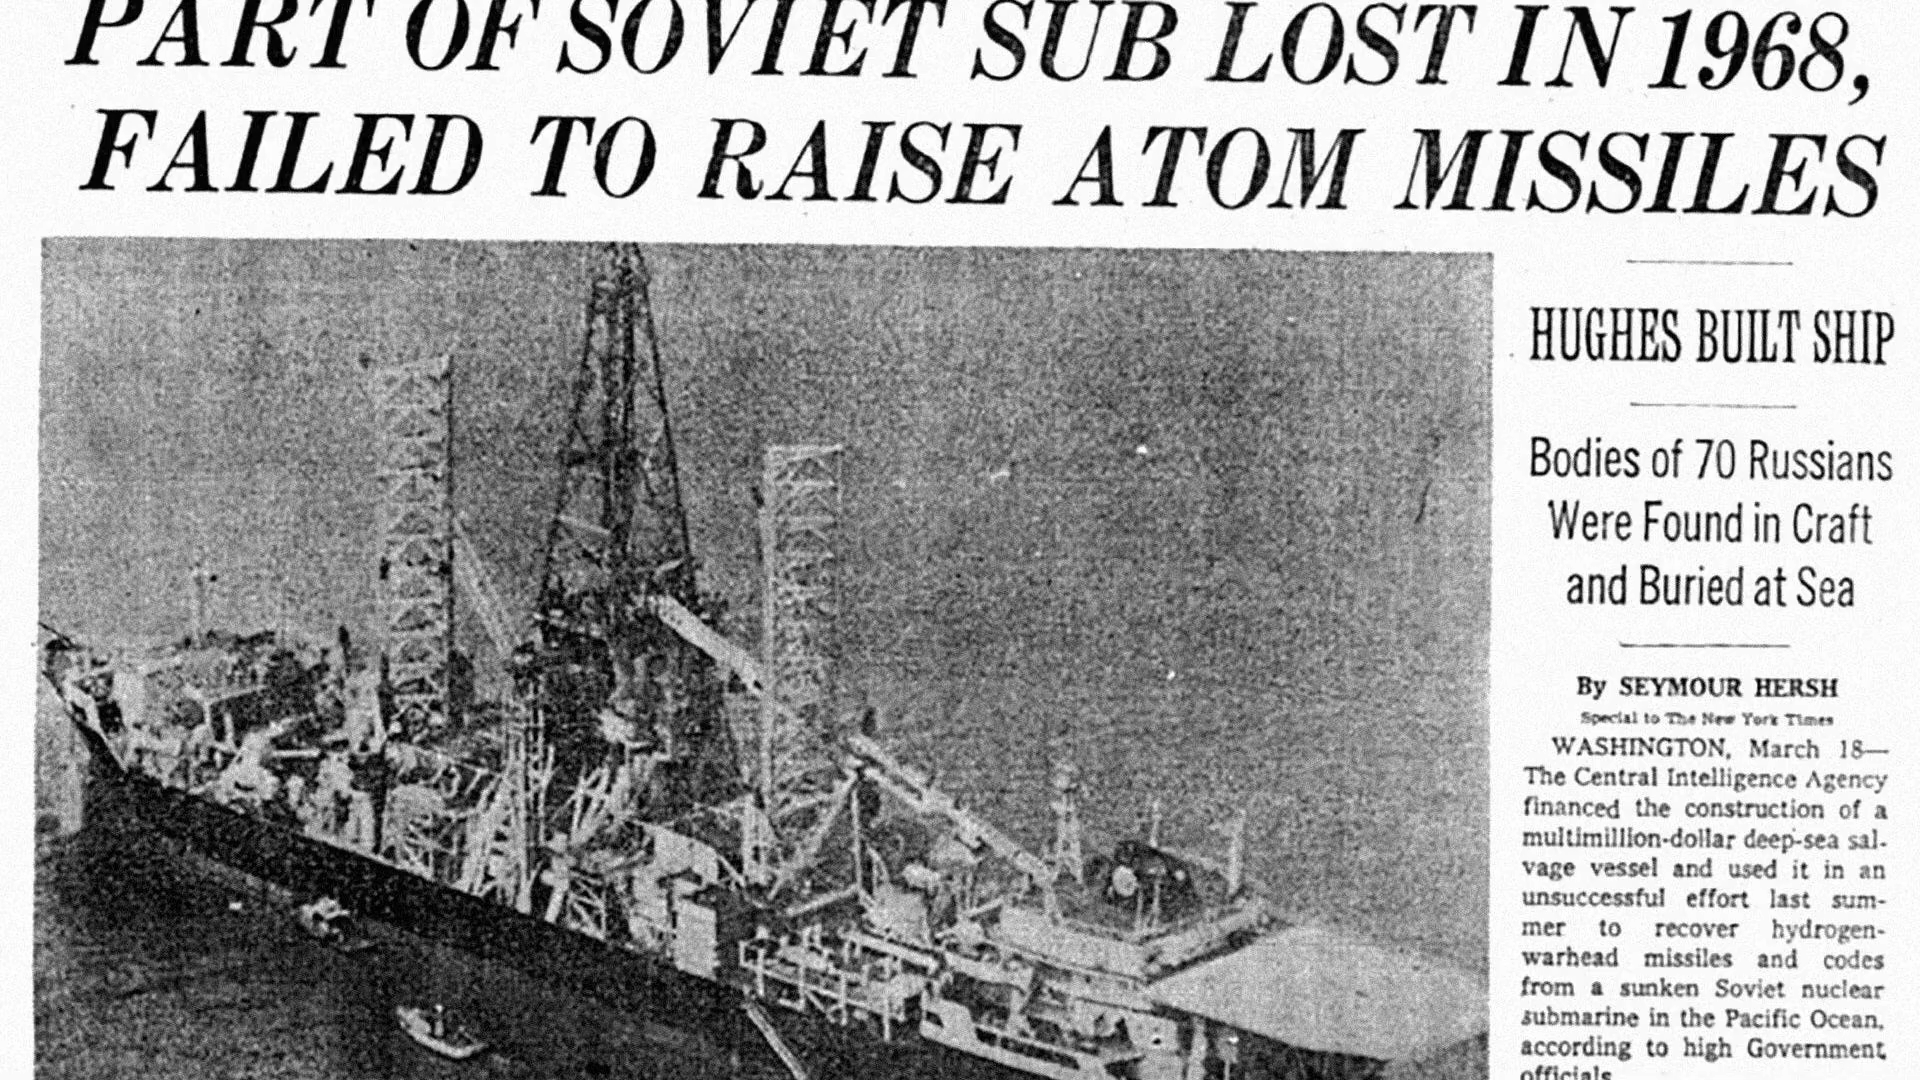 PART OF SOVIET SUB LOST IN 1968,
FAILED TO RAISE ATOM MISSILES
HUGHES BUILT SHIP
Bodies of 70 Russians
Were Found in Craft
and Buried at Sea
By SEYMOUR HERSH
Special to The New York Times
WASHINGTON, March 18—
The Central Intelligence Agency
financed the construction of a
multimillion-dollar deep-sea sal-
vage vessel and used it in an
unsuccessful effort last sum-
mer to recover hydrogen-
warhead missiles and codes
from a sunken Soviet nuclear
submarine in the Pacific Ocean,
according to high Government
officials.